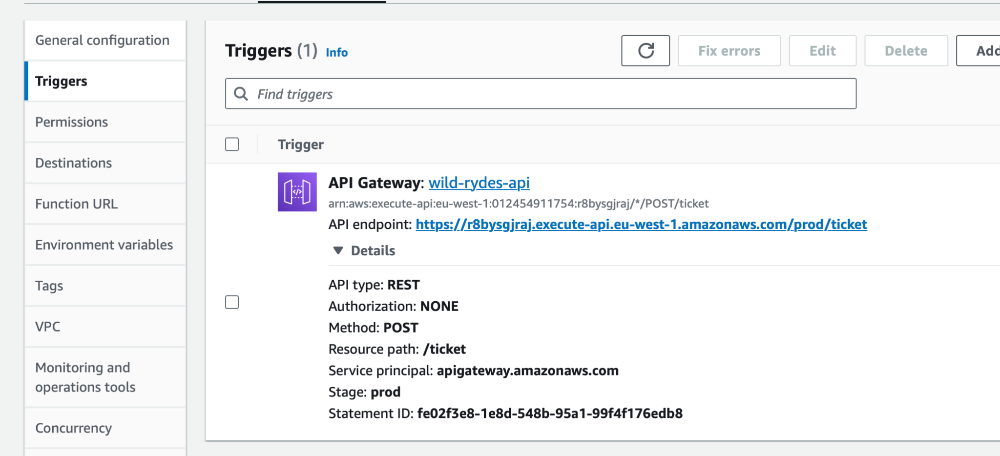 General configuration
Triggers
Permissions
Destinations
Function URL
Environment variables
Tags
VPC
Monitoring and
operations tools
Concurrency
Triggers (1) Info
Fix errors
Edit
Delete
Add
Find triggers
Trigger
API Gateway: wild-rydes-api
arn:aws:execute-api:eu-west-1:012454911754:r8bysgjraj/*/POST/ticket
API endpoint: https://r8bysgjraj.execute-api.eu-west-1.amazonaws.com/prod/ticket
▼ Details
API type: REST
Authorization: NONE
Method: POST
Resource path: /ticket
Service principal: apigateway.amazonaws.com
Stage: prod
Statement ID: fe02f3e8-1e8d-548b-95a1-99f4f176edb8